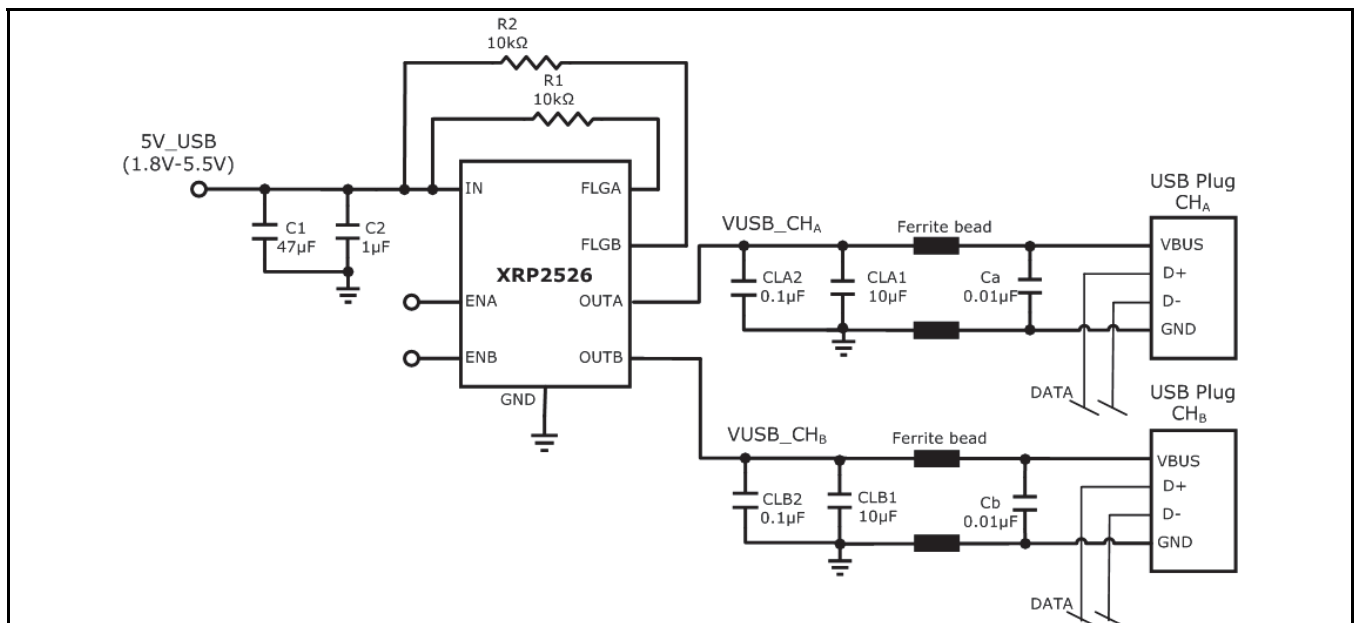 R2
10kΩ
R1
10kΩ
5V_USB
(1.8V-5.5V)
C1
47µF
C2
1µF
IN
FLGA
FLGB
XRP2526
ENA
OUTA
ENB
OUTB
GND
VUSB_CHA
Ferrite bead
CLA2
0.1µF
CLA1
10µF
Ca
0.01µF
USB Plug
CHA
VBUS
D+
D-
GND
DATA
VUSB_CHB
Ferrite bead
CLB2
0.1µF
CLB1
10µF
Cb
0.01µF
USB Plug
CHB
VBUS
D+
D-
GND
DATA